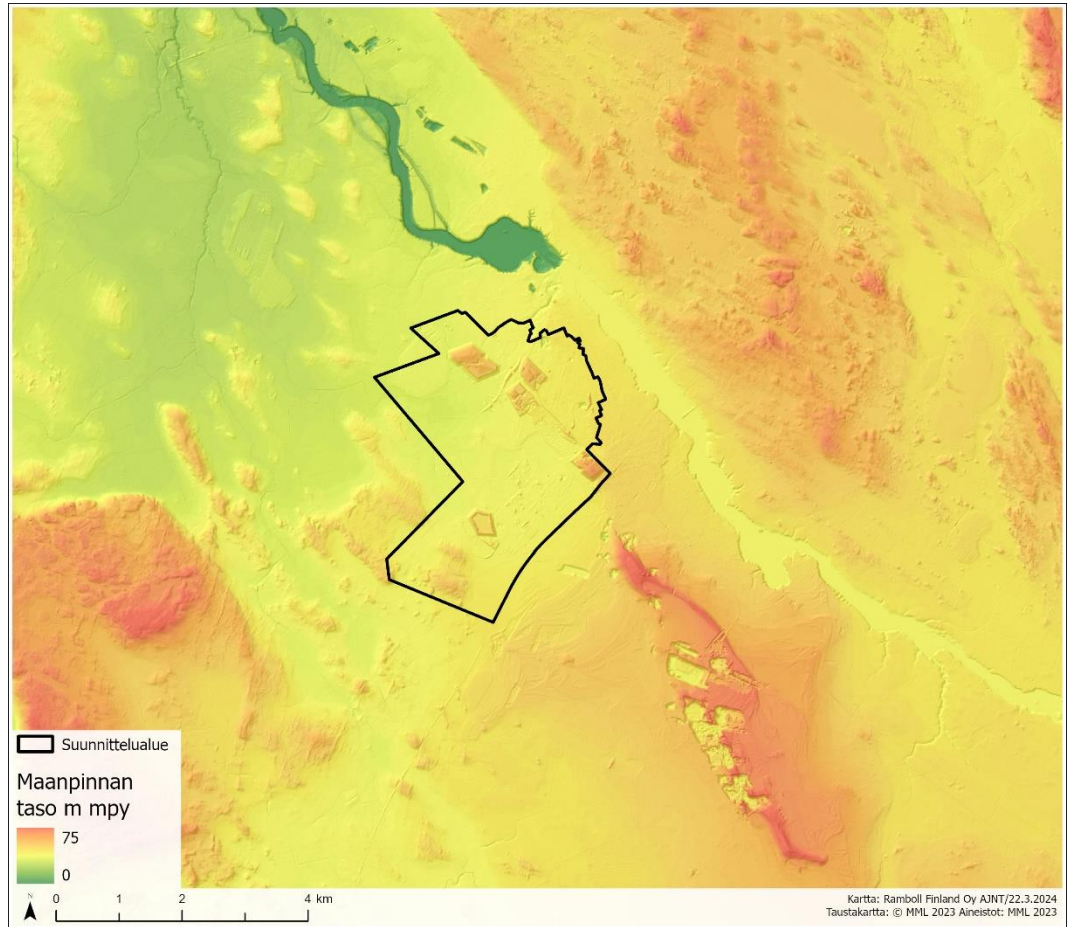 Suunnittelualue
Maanpinnan
taso m mpy
75
0
N
0 1 2 4 km
Kartta: Ramboll Finland Oy AJNT/22.3.2024
Taustakartta: © MML 2023 Aineistot: MML 2023